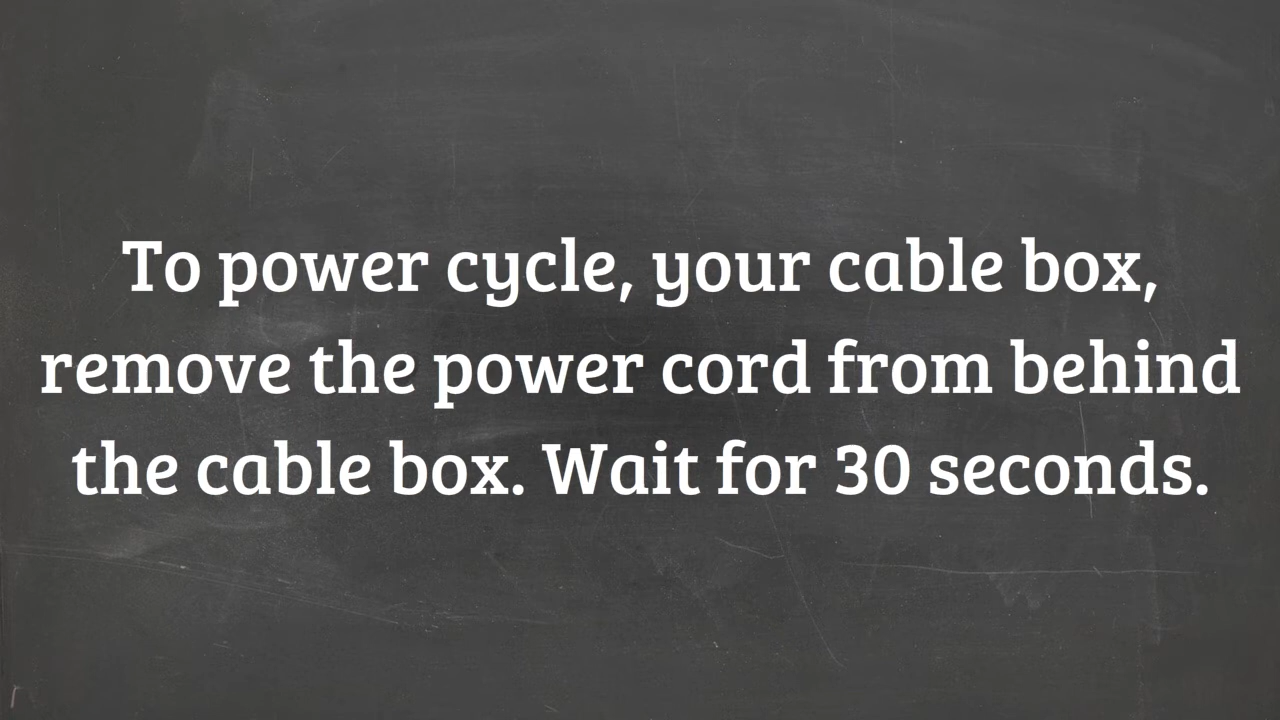 To power cycle, your cable box,
remove the power cord from behind
the cable box. Wait for 30 seconds.